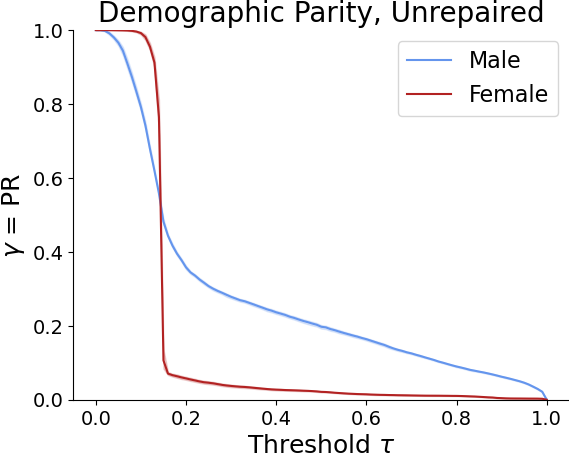 Demographic Parity, Unrepaired
Male
Female
γ = PR
1.0
0.8
0.6
0.4
0.2
0.0
0.0 0.2 0.4 0.6 0.8 1.0
Threshold τ